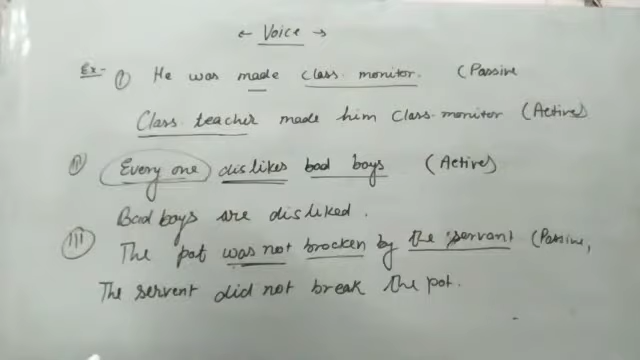 ← Voice →
Ex- ① He was made class monitor. (Passive
Class teacher made him class-monitor (Active)
② Every one dislikes bad boys (Active)
Bad boys are disliked.
III The pot was not brocken by the servant (Passive,
The servent did not break the pot.